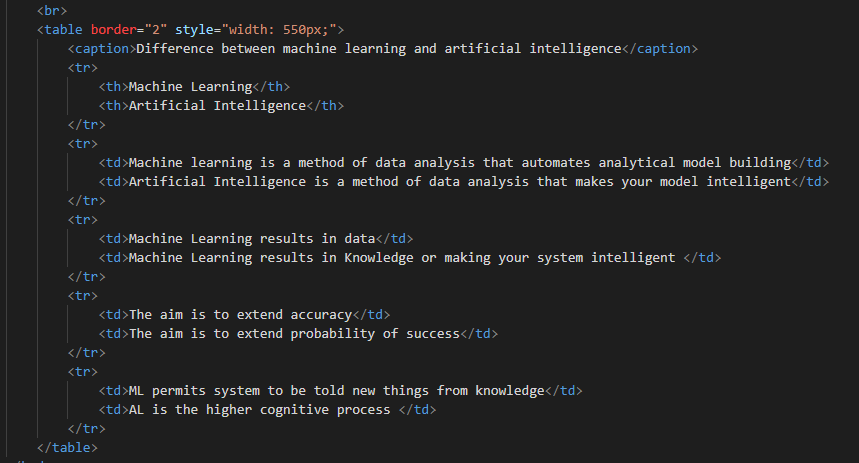 <br>
<table border="2" style="width: 550px;">
<caption>Difference between machine learning and artificial intelligence</caption>
<tr>
<th>Machine Learning</th>
<th>Artificial Intelligence</th>
</tr>
<tr>
<td>Machine learning is a method of data analysis that automates analytical model building</td>
<td>Artificial Intelligence is a method of data analysis that makes your model intelligent</td>
</tr>
<tr>
<td>Machine Learning results in data</td>
<td>Machine Learning results in Knowledge or making your system intelligent </td>
</tr>
<tr>
<td>The aim is to extend accuracy</td>
<td>The aim is to extend probability of success</td>
</tr>
<tr>
<td>ML permits system to be told new things from knowledge</td>
<td>AL is the higher cognitive process </td>
</tr>
</table>